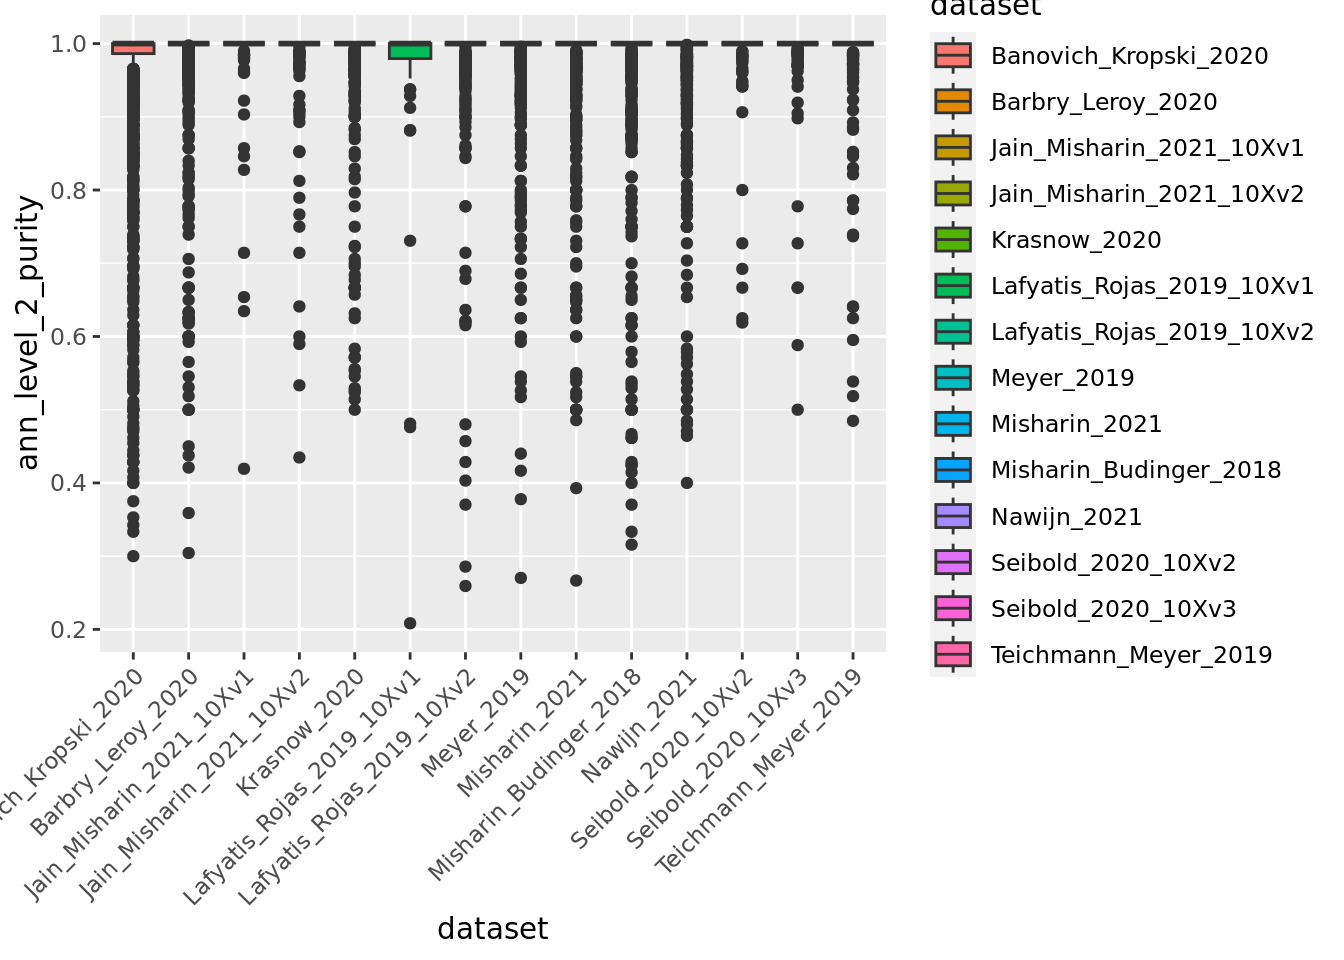 dataset
1.0
0.8
0.6
0.4
0.2
ann_level_2_purity
Banovich_Kropski_2020
Barbry_Leroy_2020
Jain_Misharin_2021_10Xv1
Jain_Misharin_2021_10Xv2
Krasnow_2020
Lafyatis_Rojas_2019_10Xv1
Lafyatis_Rojas_2019_10Xv2
Meyer_2019
Misharin_2021
Misharin_Budinger_2018
Nawijn_2021
Seibold_2020_10Xv2
Seibold_2020_10Xv3
Teichmann_Meyer_2019
ch_Kropski_2020
Barbry_Leroy_2020
Jain_Misharin_2021_10Xv1
Jain_Misharin_2021_10Xv2
Krasnow_2020
Lafyatis_Rojas_2019_10Xv1
Lafyatis_Rojas_2019_10Xv2
Meyer_2019
Misharin_2021
Misharin_Budinger_2018
Nawijn_2021
Seibold_2020_10Xv2
Seibold_2020_10Xv3
Teichmann_Meyer_2019
dataset